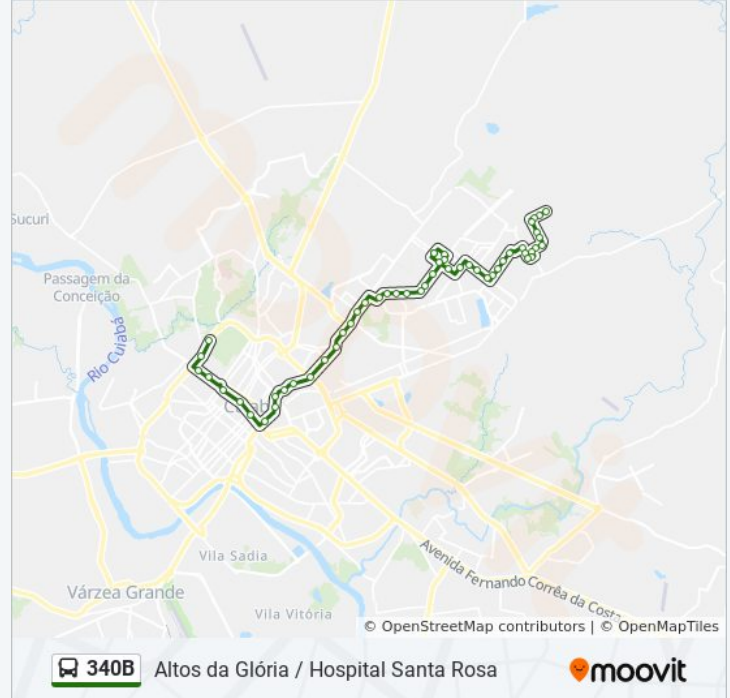 Sucuri
Passagem da
Conceição
Rio Cuiabá
Vila Sadia
Várzea Grande
Vila Vitória
Avenida Fernando Corrêa da Costa
© OpenStreetMap contributors | © OpenMapTiles
340B Altos da Glória / Hospital Santa Rosa
moovit